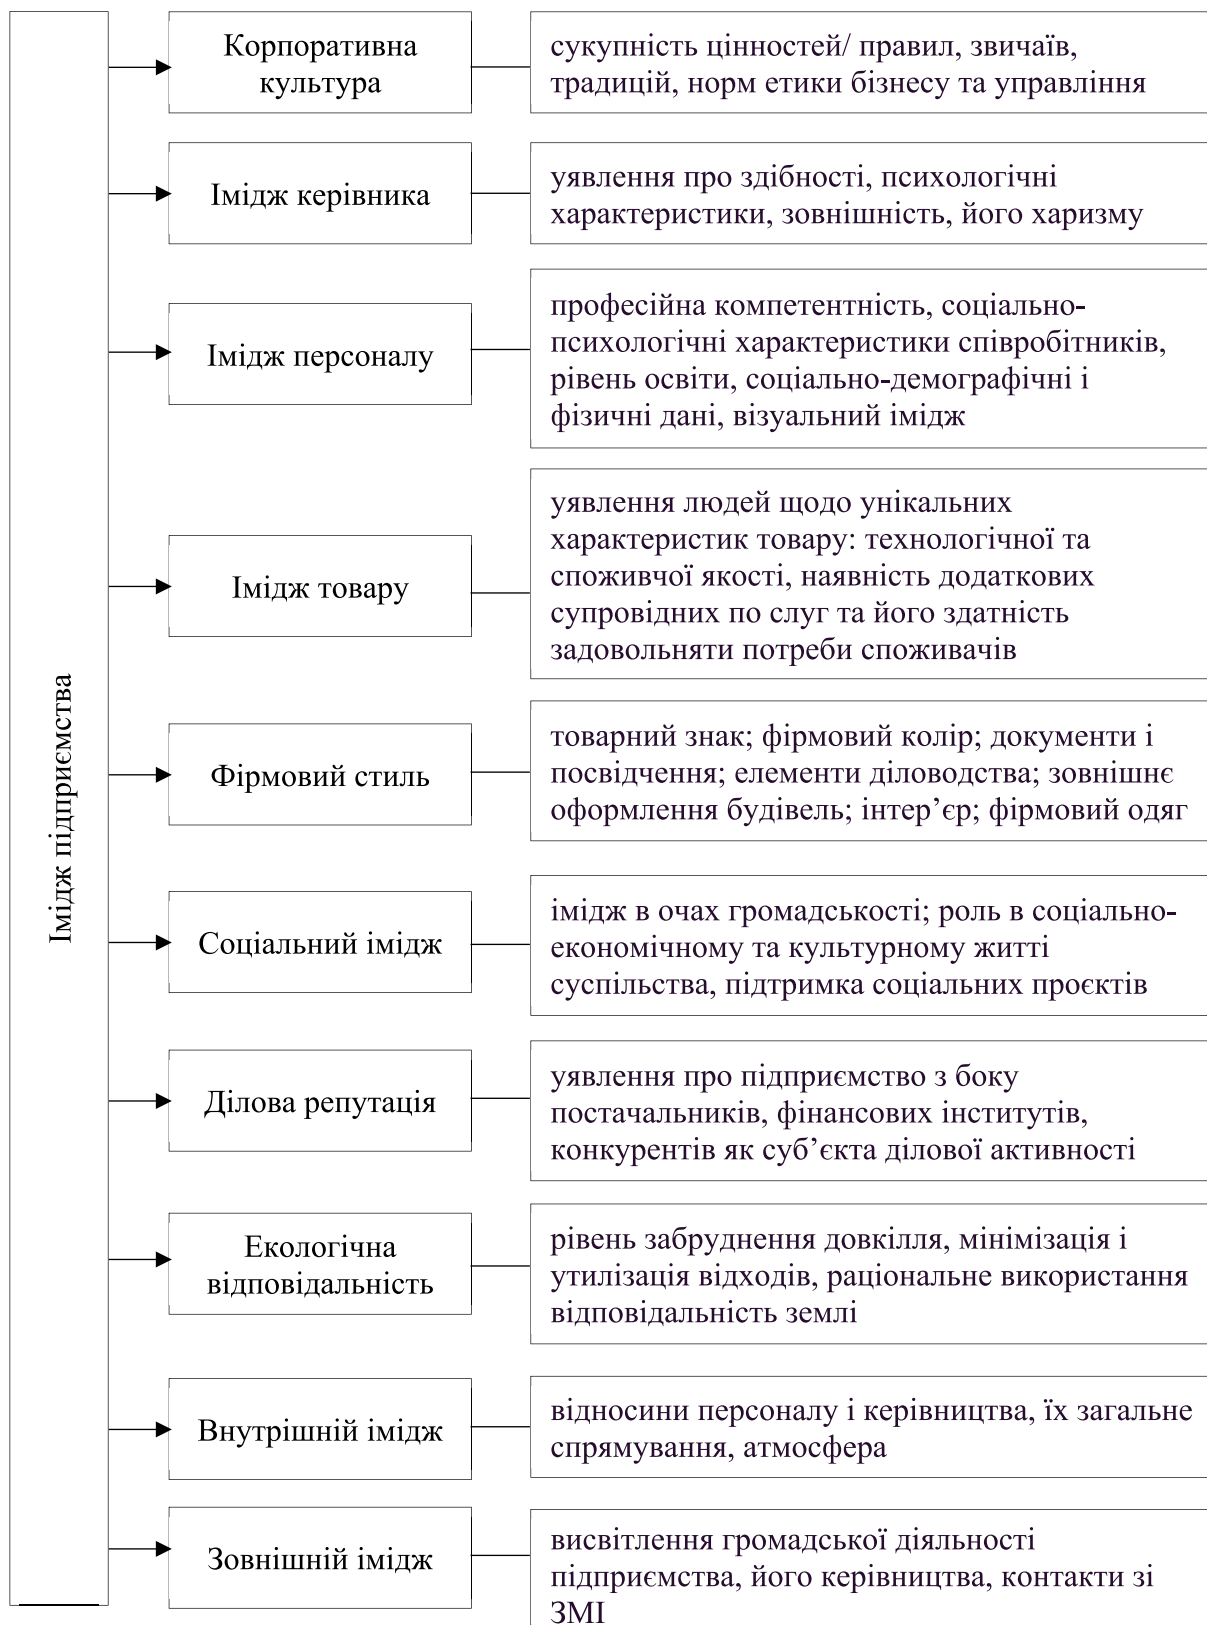 Імідж підприємства
Корпоративна
культура
сукупність цінностей/ правил, звичаїв,
традицій, норм етики бізнесу та управління
Імідж керівника
уявлення про здібності, психологічні
характеристики, зовнішність, його харизму
Імідж персоналу
професійна компетентність, соціально-
психологічні характеристики співробітників,
рівень освіти, соціально-демографічні і
фізичні дані, візуальний імідж
Імідж товару
уявлення людей щодо унікальних
характеристик товару: технологічної та
споживчої якості, наявність додаткових
супровідних по слуг та його здатність
задовольняти потреби споживачів
Фірмовий стиль
товарний знак; фірмовий колір; документи і
посвідчення; елементи діловодства; зовнішнє
оформлення будівель; інтер’єр; фірмовий одяг
Соціальний імідж
імідж в очах громадськості; роль в соціально-
економічному та культурному житті
суспільства, підтримка соціальних проєктів
Ділова репутація
уявлення про підприємство з боку
постачальників, фінансових інститутів,
конкурентів як суб’єкта ділової активності
Екологічна
відповідальність
рівень забруднення довкілля, мінімізація і
утилізація відходів, раціональне використання
відповідальність землі
Внутрішній імідж
відносини персоналу і керівництва, їх загальне
спрямування, атмосфера
Зовнішній імідж
висвітлення громадської діяльності
підприємства, його керівництва, контакти зі
ЗМІ